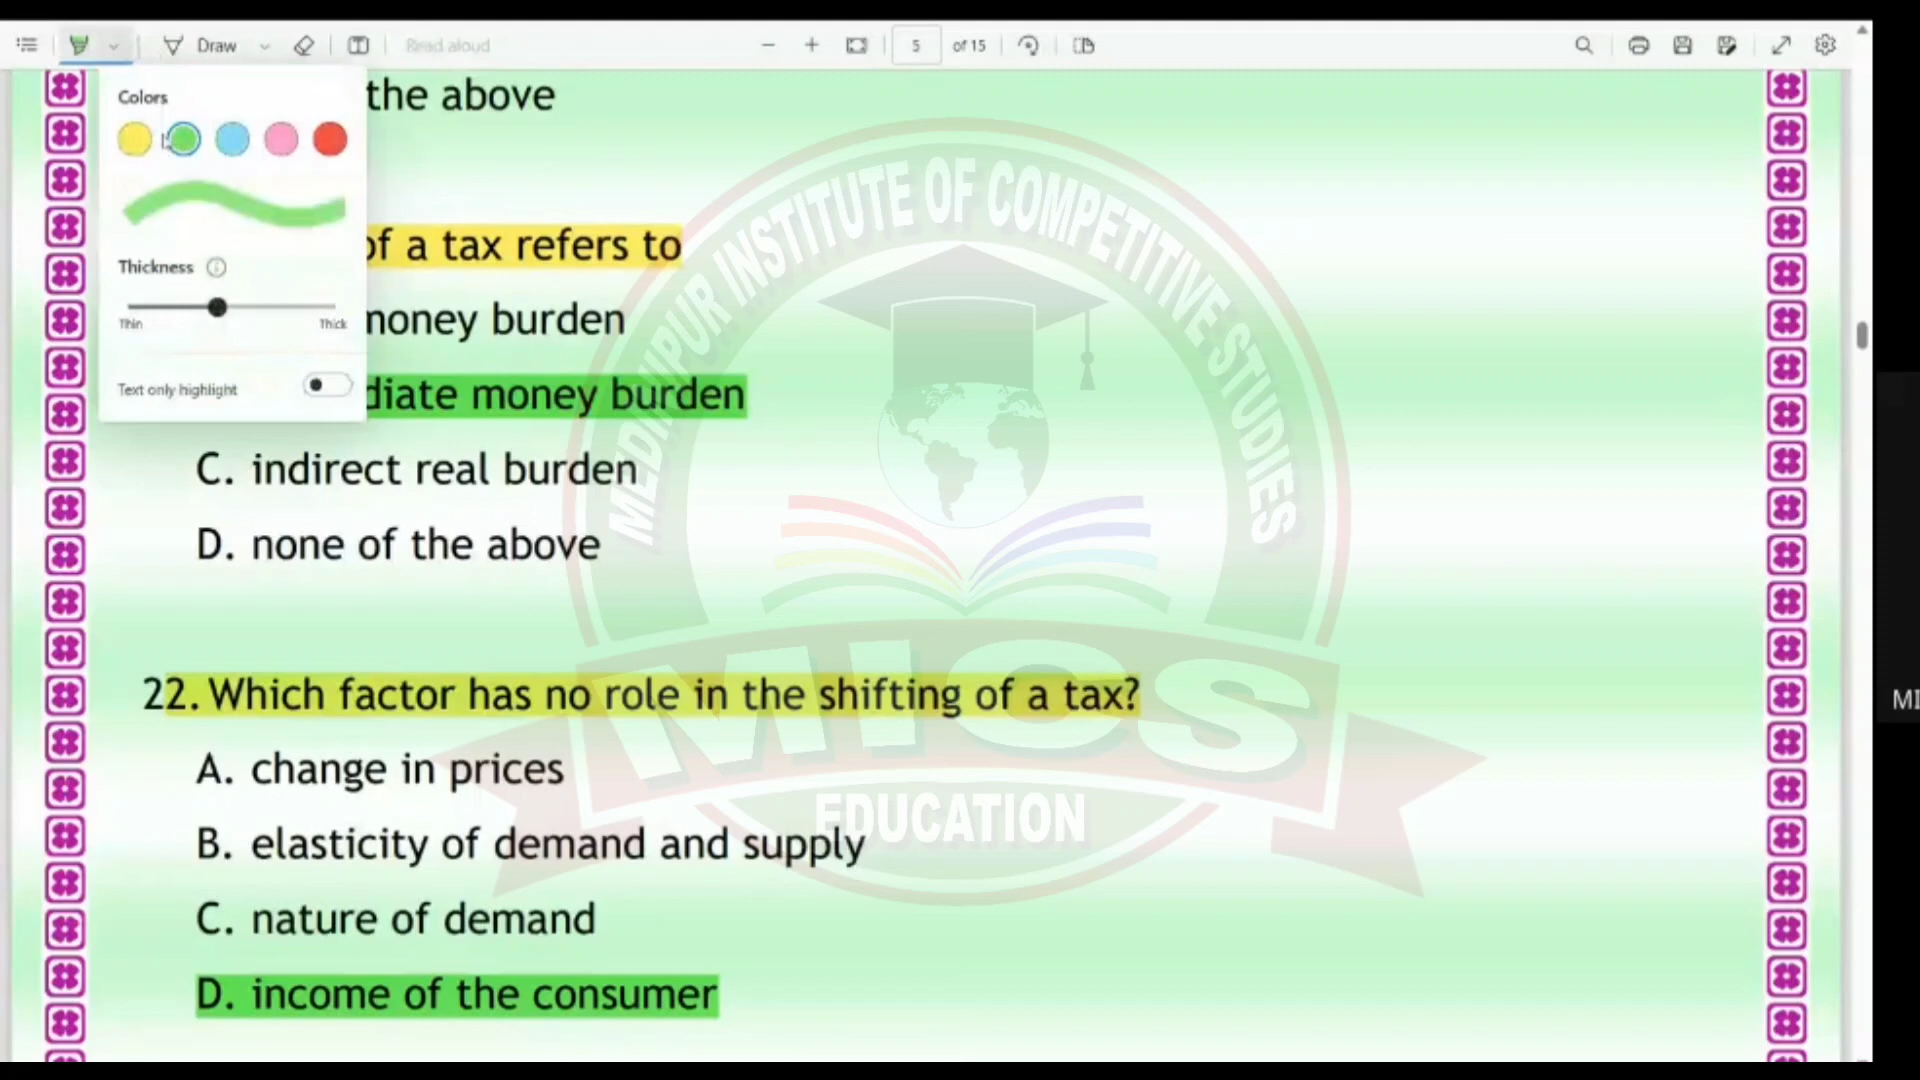 Draw
Read aloud
5 of 15
Colors
the above
of a tax refers to
Thickness
money burden
Thin Thick
Text only highlight
diate money burden
C. indirect real burden
D. none of the above
22. Which factor has no role in the shifting of a tax?
A. change in prices
B. elasticity of demand and supply
C. nature of demand
D. income of the consumer
MEDINIPUR INSTITUTE OF COMPETITIVE STUDIES
MICS
EDUCATION
MI